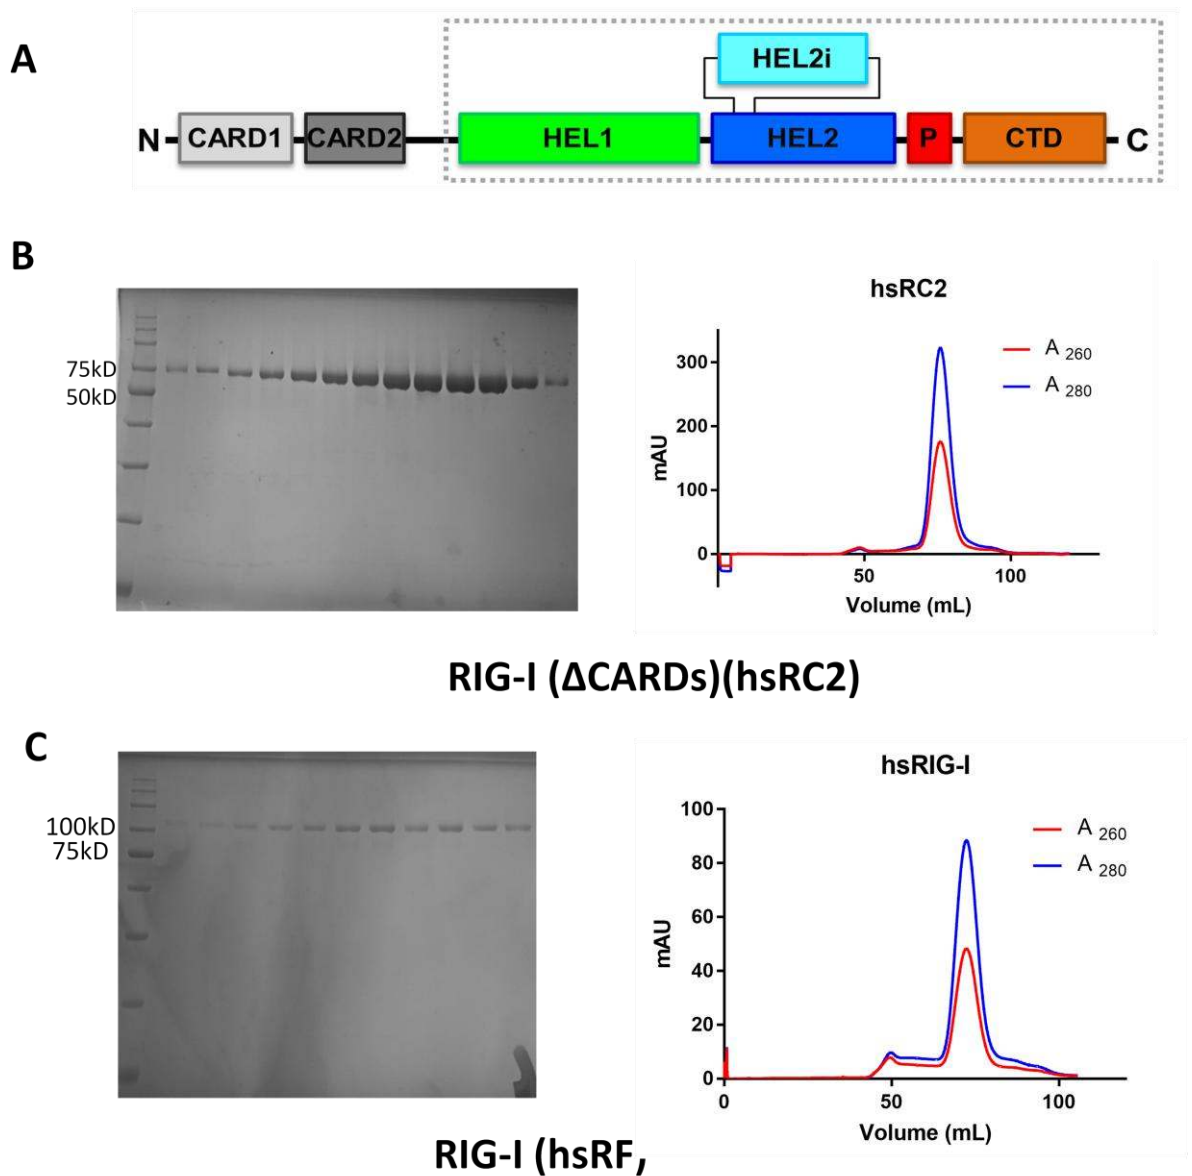 A
HEL2i
N CARD1 CARD2 HEL1 HEL2 P CTD C
B
75kD
50kD
hsRC2
A 260
A 280
300
200
100
0
mAU
50 100
Volume (mL)
RIG-I (ΔCARDs)(hsRC2)
C
100kD
75kD
hsRIG-I
A 260
A 280
100
80
60
40
20
0
mAU
0 50 100
Volume (mL)
RIG-I (hsRF,